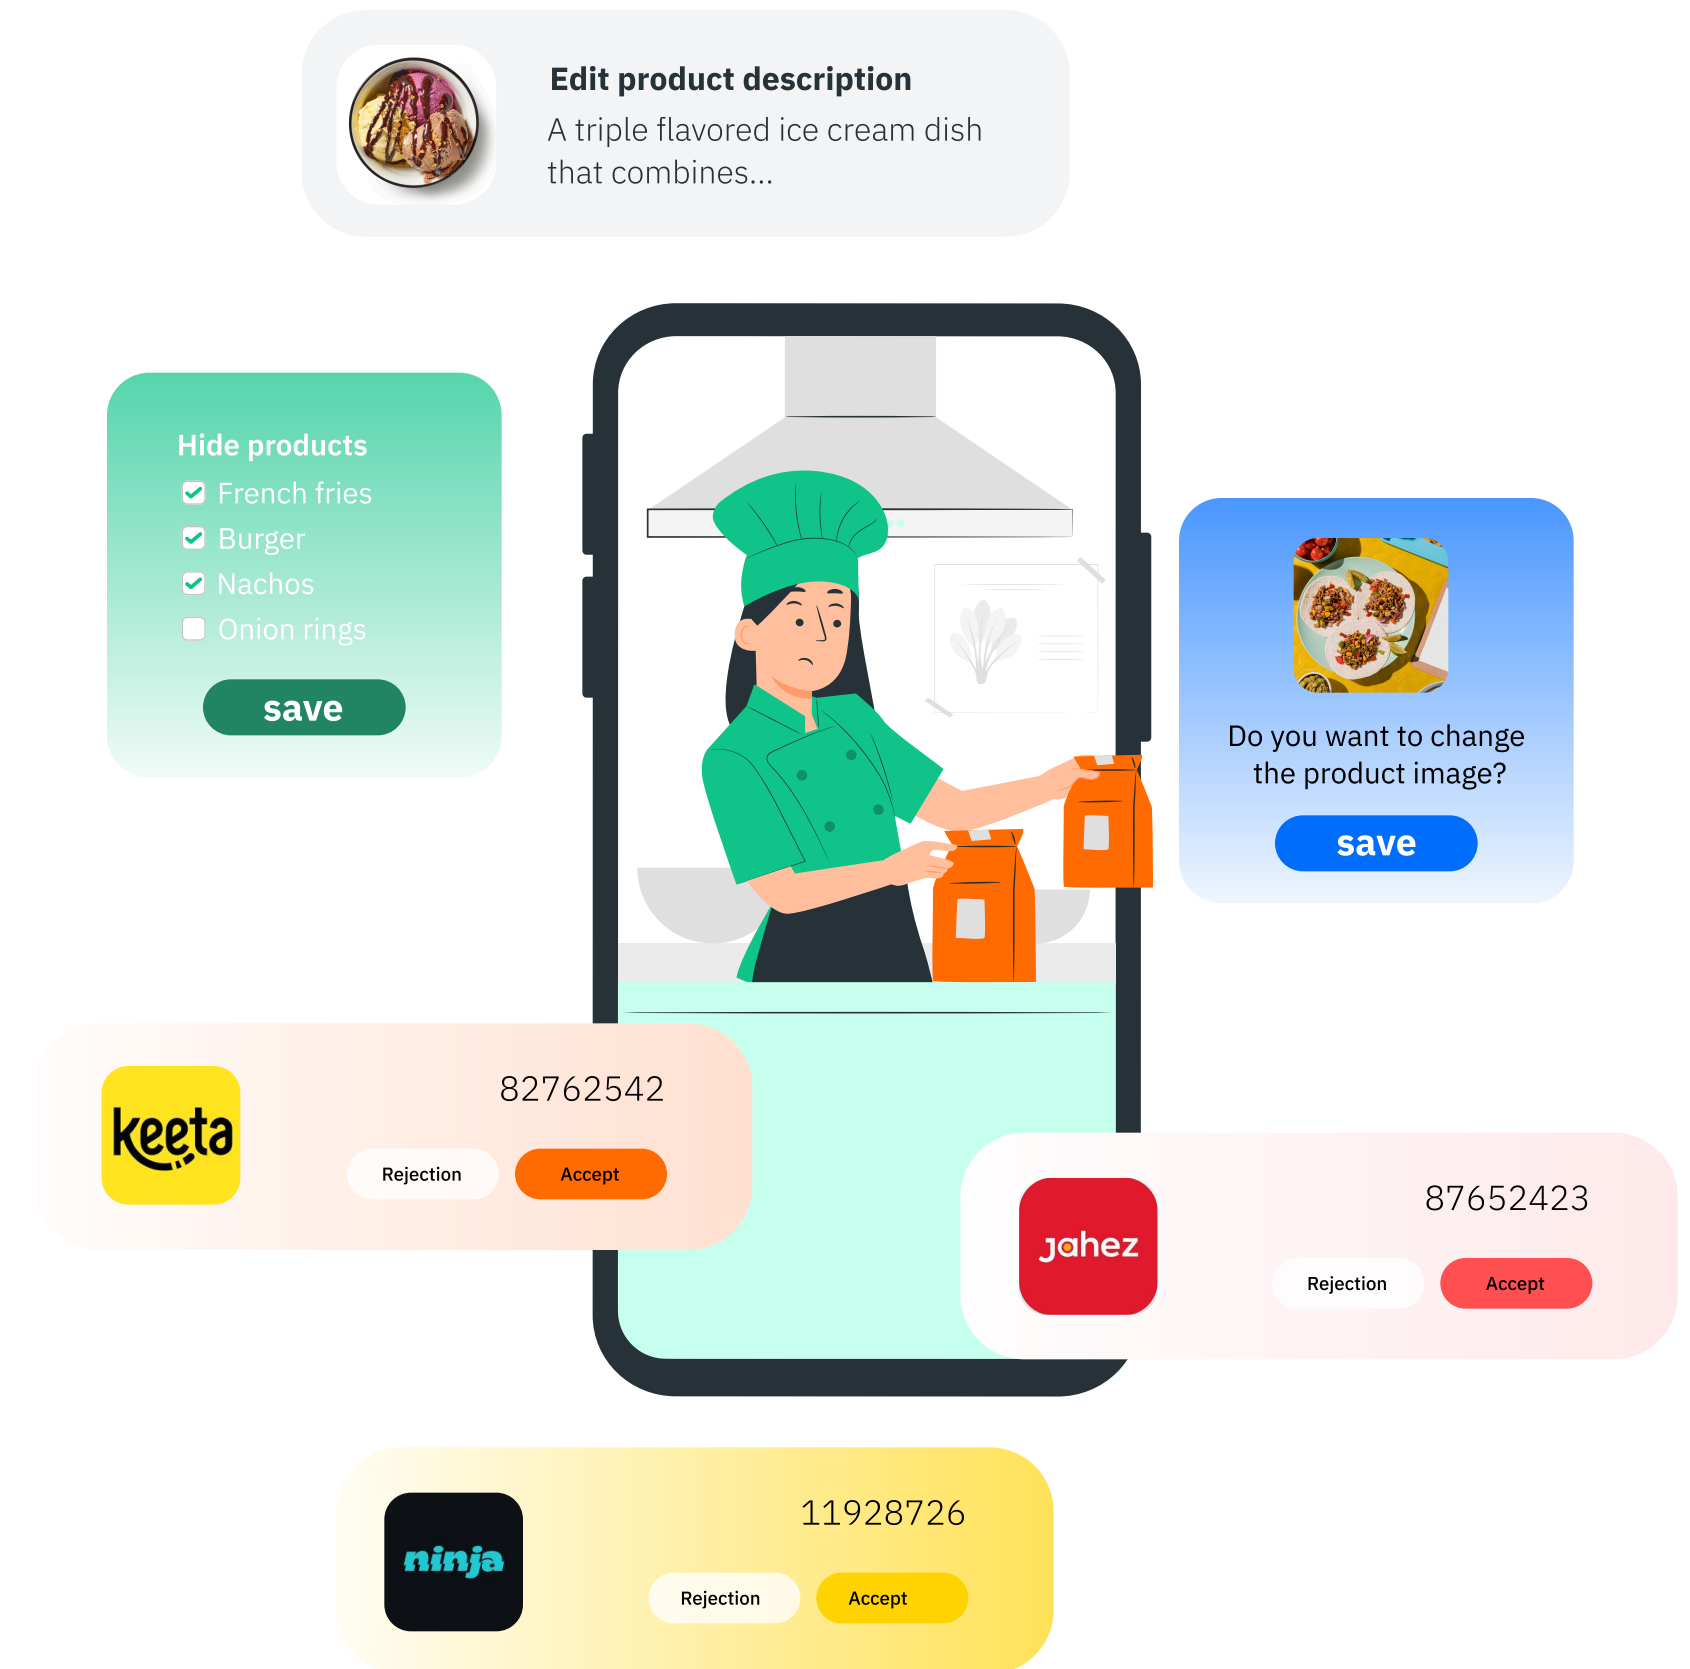 Edit product description
A triple flavored ice cream dish
that combines...
Hide products
French fries
Burger
Nachos
Onion rings
save
Do you want to change
the product image?
save
keeta
82762542
Rejection
Accept
jahez
87652423
Rejection
Accept
ninja
11928726
Rejection
Accept